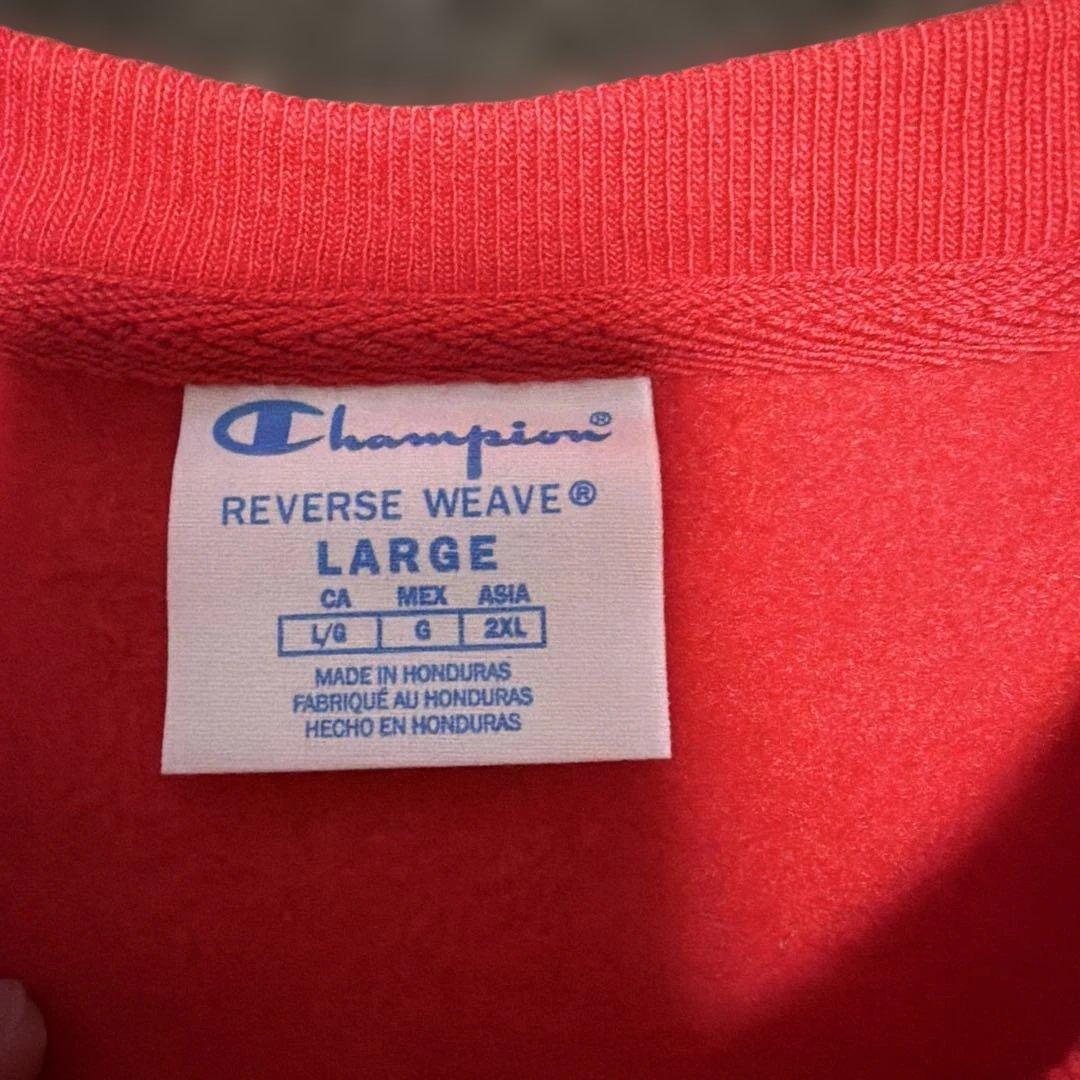 Champion®
REVERSE WEAVE®
LARGE
CA MEX ASIA
L/G G 2XL
MADE IN HONDURAS
FABRIQUÉ AU HONDURAS
HECHO EN HONDURAS